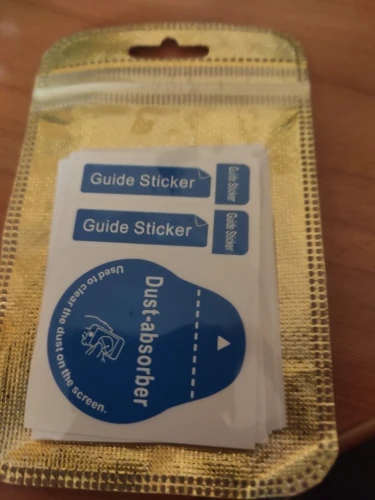 Guide Sticker
Guide Sticker
Guide Sticker
Guide Sticker
Dust-absorber
Used to clear the dust on the screen.